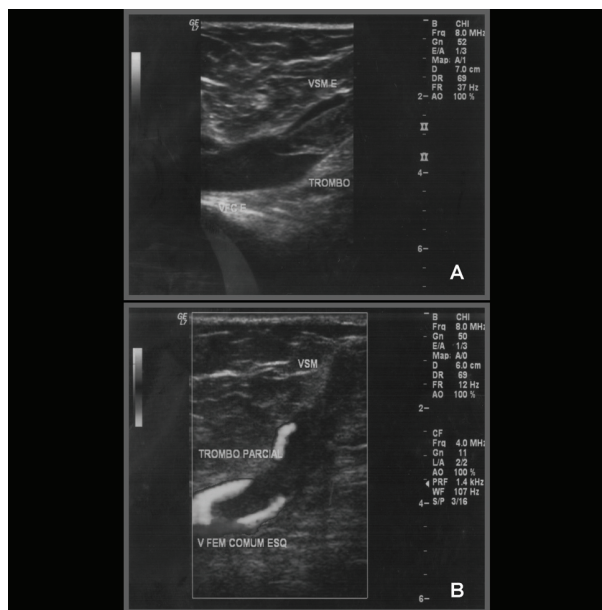 GE
B CHI
Frq 8.0 MHz
Gn 52
E/A 1/3
Map A/1
D 7.0 cm
DR 69
FR 37 Hz
AO 100 %
VSM E
2
4
TROMBO
VFC E
6
A
GE
B CHI
Frq 8.0 MHz
Gn 50
E/A 1/3
Map A/0
D 6.0 cm
DR 69
FR 12 Hz
AO 100 %
VSM
2
CF
Frq 4.0 MHz
Gn 11
L/A 2/2
AO 100 %
PRF 1.4 kHz
WF 107 Hz
S/P 3/16
TROMBO PARCIAL
4
V FEM COMUM ESQ
B
6